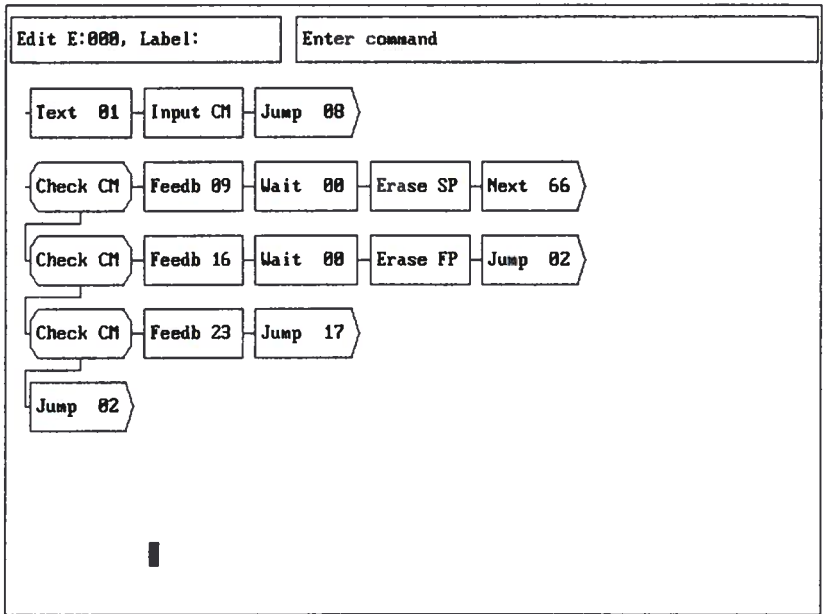 Edit E:000, Label:
Enter command
Text 01 Input CM Jump 08
Check CM Feedb 09 Wait 00 Erase SP Next 66
Check CM Feedb 16 Wait 00 Erase FP Jump 02
Check CM Feedb 23 Jump 17
Jump 02